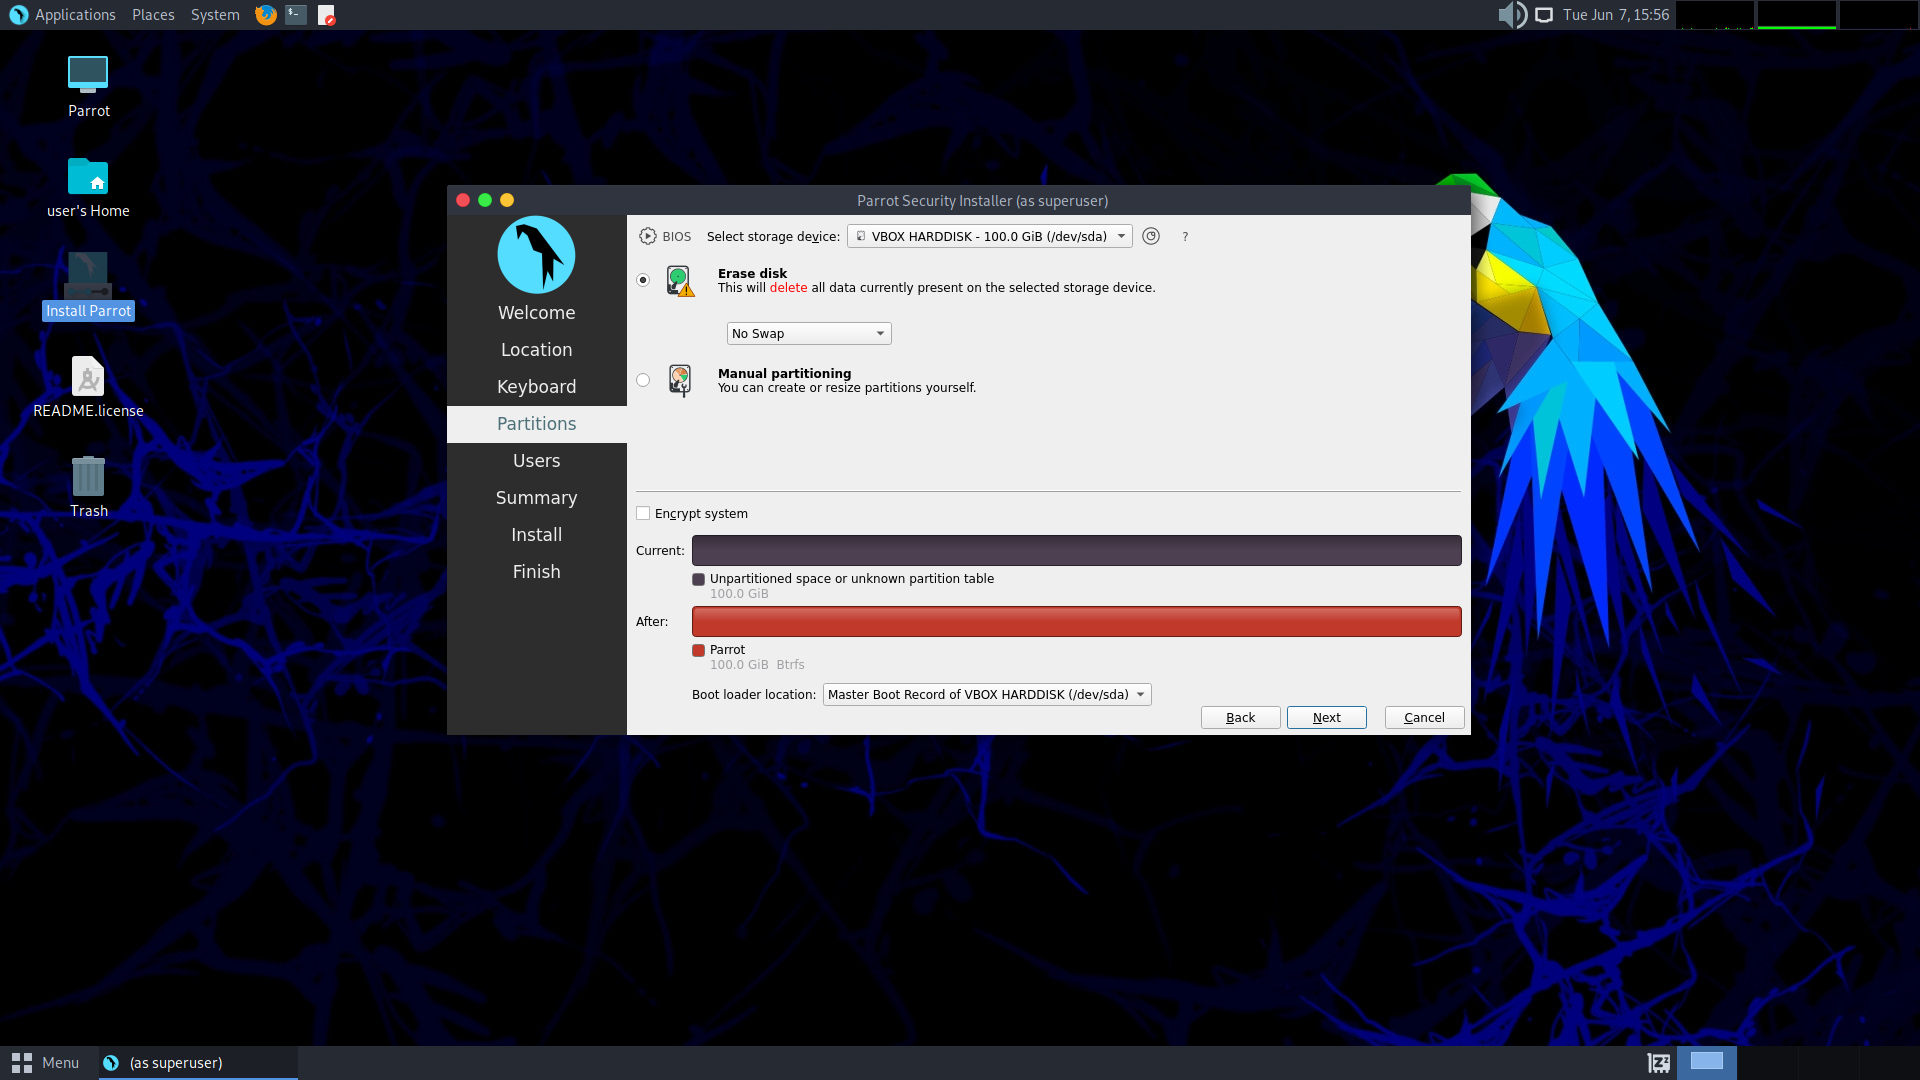 Applications Places System
Tue Jun 7, 15:56
Parrot
user's Home
Install Parrot
README.license
Trash
Parrot Security Installer (as superuser)
Welcome
Location
Keyboard
Partitions
Users
Summary
Install
Finish
BIOS Select storage device: VBOX HARDDISK - 100.0 GiB (/dev/sda) ?
Erase disk
This will delete all data currently present on the selected storage device.
No Swap
Manual partitioning
You can create or resize partitions yourself.
Encrypt system
Current:
Unpartitioned space or unknown partition table
100.0 GiB
After:
Parrot
100.0 GiB Btrfs
Boot loader location: Master Boot Record of VBOX HARDDISK (/dev/sda)
Back Next Cancel
Menu (as superuser)